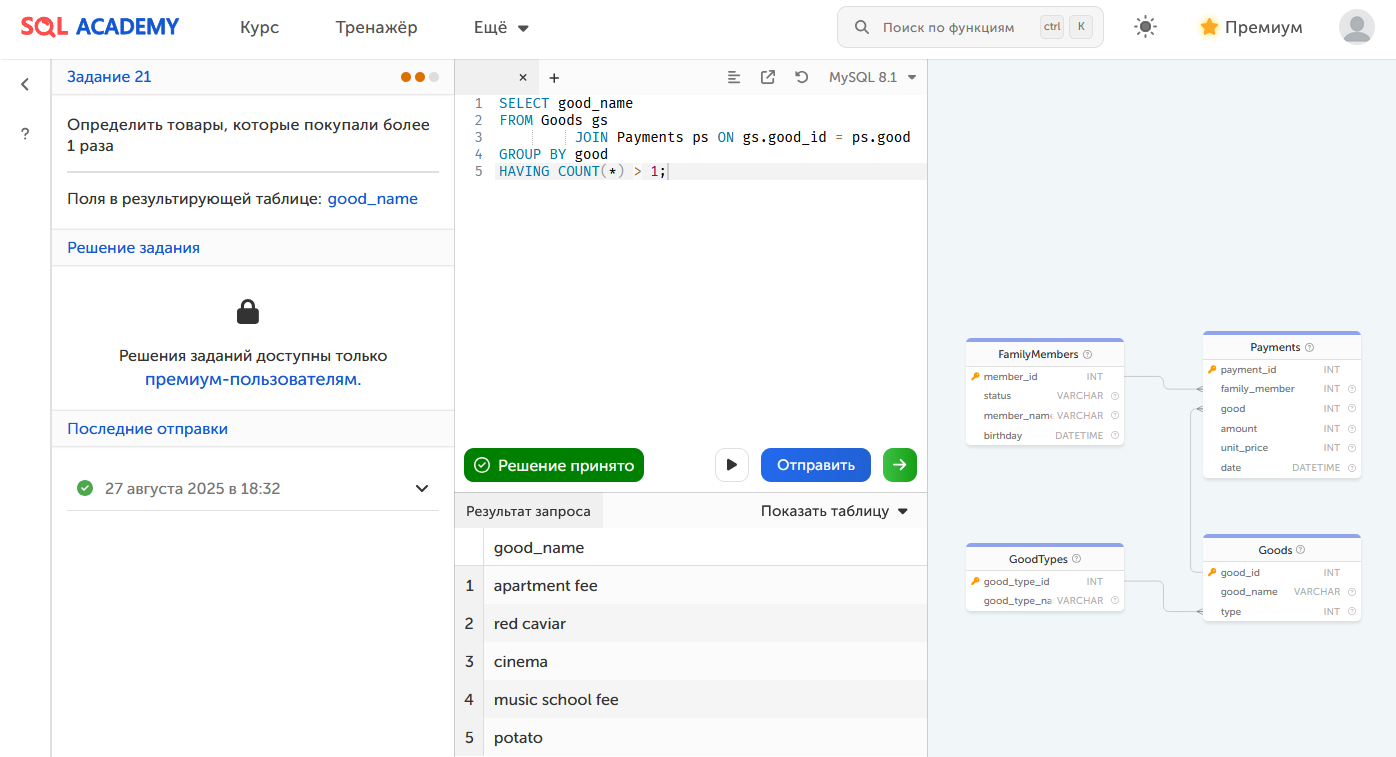 SQL ACADEMY
Курс
Тренажёр
Ещё
Поиск по функциям
ctrl
K
Премиум
Задание 21
?
Определить товары, которые покупали более
1 раза
Поля в результирующей таблице: good_name
Решение задания
Решения заданий доступны только
премиум-пользователям.
Последние отправки
27 августа 2025 в 18:32
× +
MySQL 8.1
1 SELECT good_name
2 FROM Goods gs
3 JOIN Payments ps ON gs.good_id = ps.good
4 GROUP BY good
5 HAVING COUNT(*) > 1;
Решение принято
Отправить
Результат запроса
Показать таблицу
good_name
1 apartment fee
2 red caviar
3 cinema
4 music school fee
5 potato
FamilyMembers ?
member_id INT
status VARCHAR ?
member_name VARCHAR ?
birthday DATETIME ?
Payments ?
payment_id INT
family_member INT ?
good INT ?
amount INT ?
unit_price INT ?
date DATETIME ?
GoodTypes ?
good_type_id INT
good_type_na VARCHAR ?
Goods ?
good_id INT
good_name VARCHAR ?
type INT ?